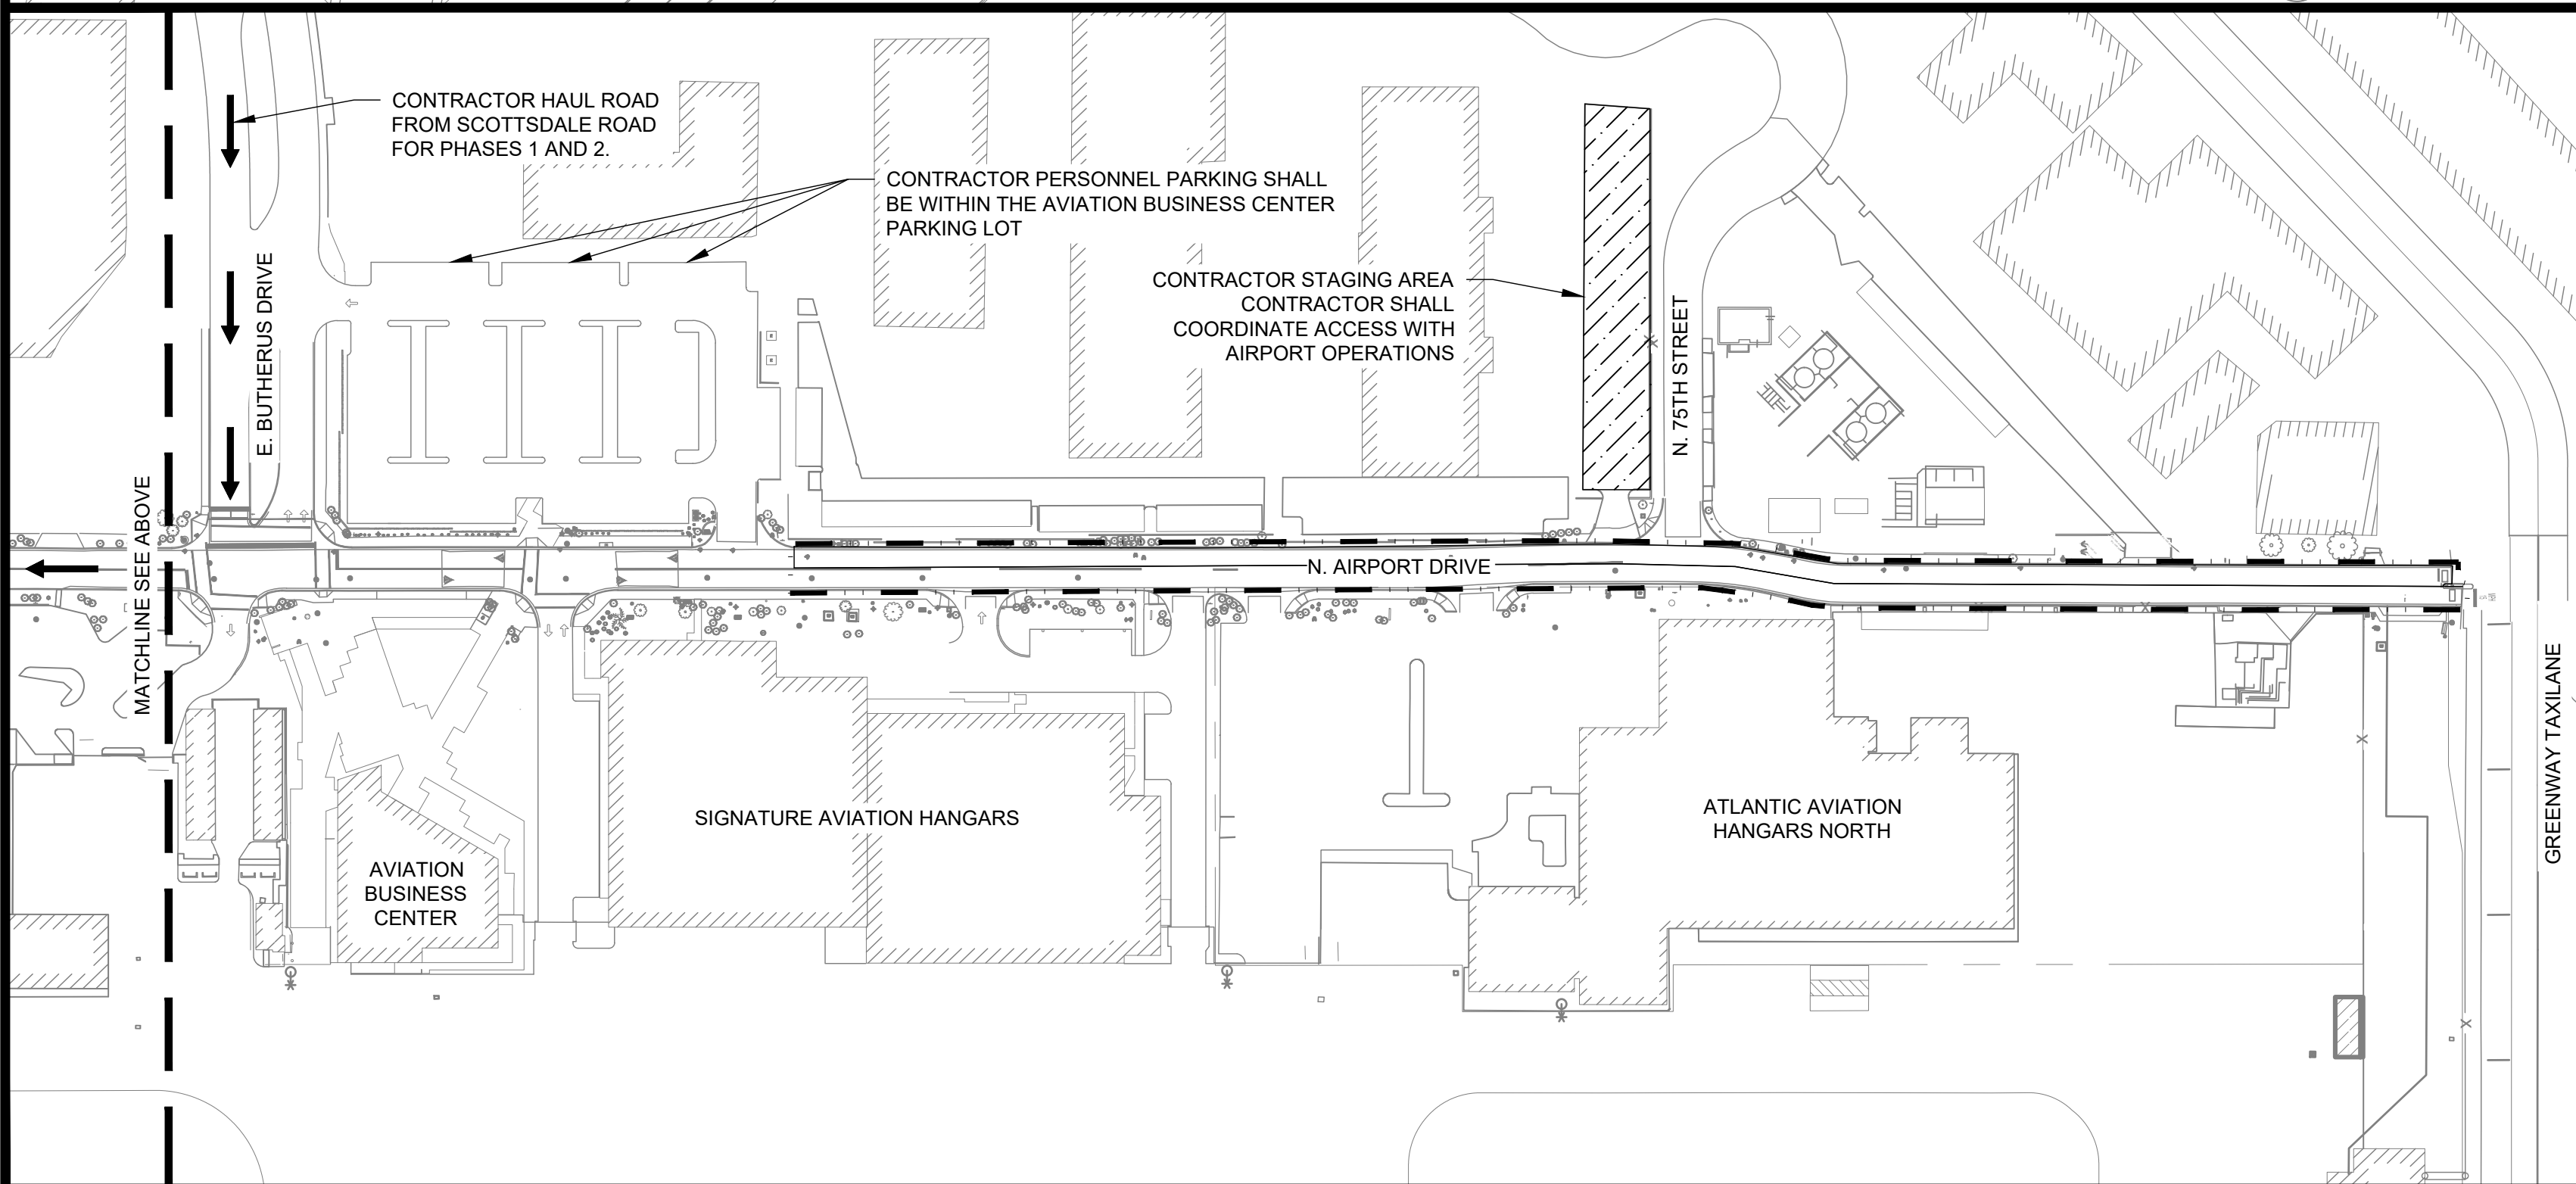 CONTRACTOR HAUL ROAD
FROM SCOTTSDALE ROAD
FOR PHASES 1 AND 2.
CONTRACTOR PERSONNEL PARKING SHALL
BE WITHIN THE AVIATION BUSINESS CENTER
PARKING LOT
CONTRACTOR STAGING AREA
CONTRACTOR SHALL
COORDINATE ACCESS WITH
AIRPORT OPERATIONS
E. BUTHERUS DRIVE
N. 75TH STREET
MATCHLINE SEE ABOVE
N. AIRPORT DRIVE
GREENWAY TAXILANE
SIGNATURE AVIATION HANGARS
ATLANTIC AVIATION
HANGARS NORTH
AVIATION
BUSINESS
CENTER